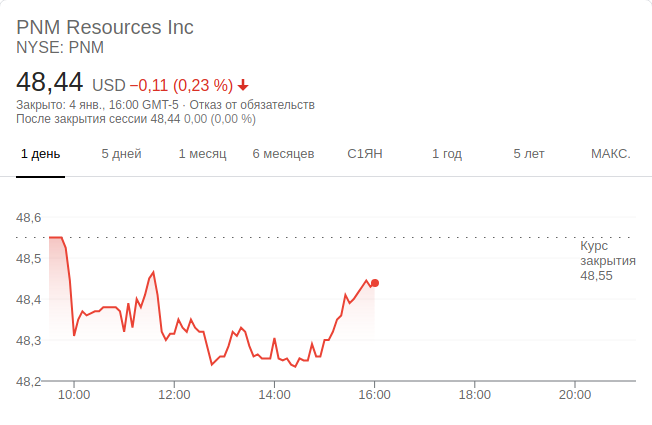 PNM Resources Inc
NYSE: PNM
48,44 USD −0,11 (0,23 %)
Закрыто: 4 янв., 16:00 GMT-5 · Отказ от обязательств
После закрытия сессии 48,44 0,00 (0,00 %)
1 день 5 дней 1 месяц 6 месяцев С1ЯН 1 год 5 лет МАКС.
48,6
Курс
48,5
закрытия
48,55
48,4
48,3
48,2
10:00 12:00 14:00 16:00 18:00 20:00